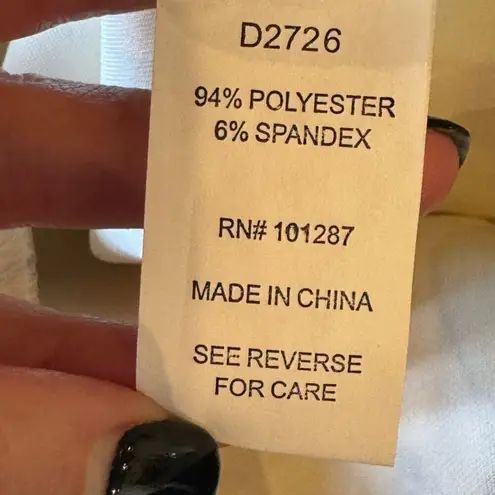 D2726
94% POLYESTER
6% SPANDEX
RN# 101287
MADE IN CHINA
SEE REVERSE
FOR CARE